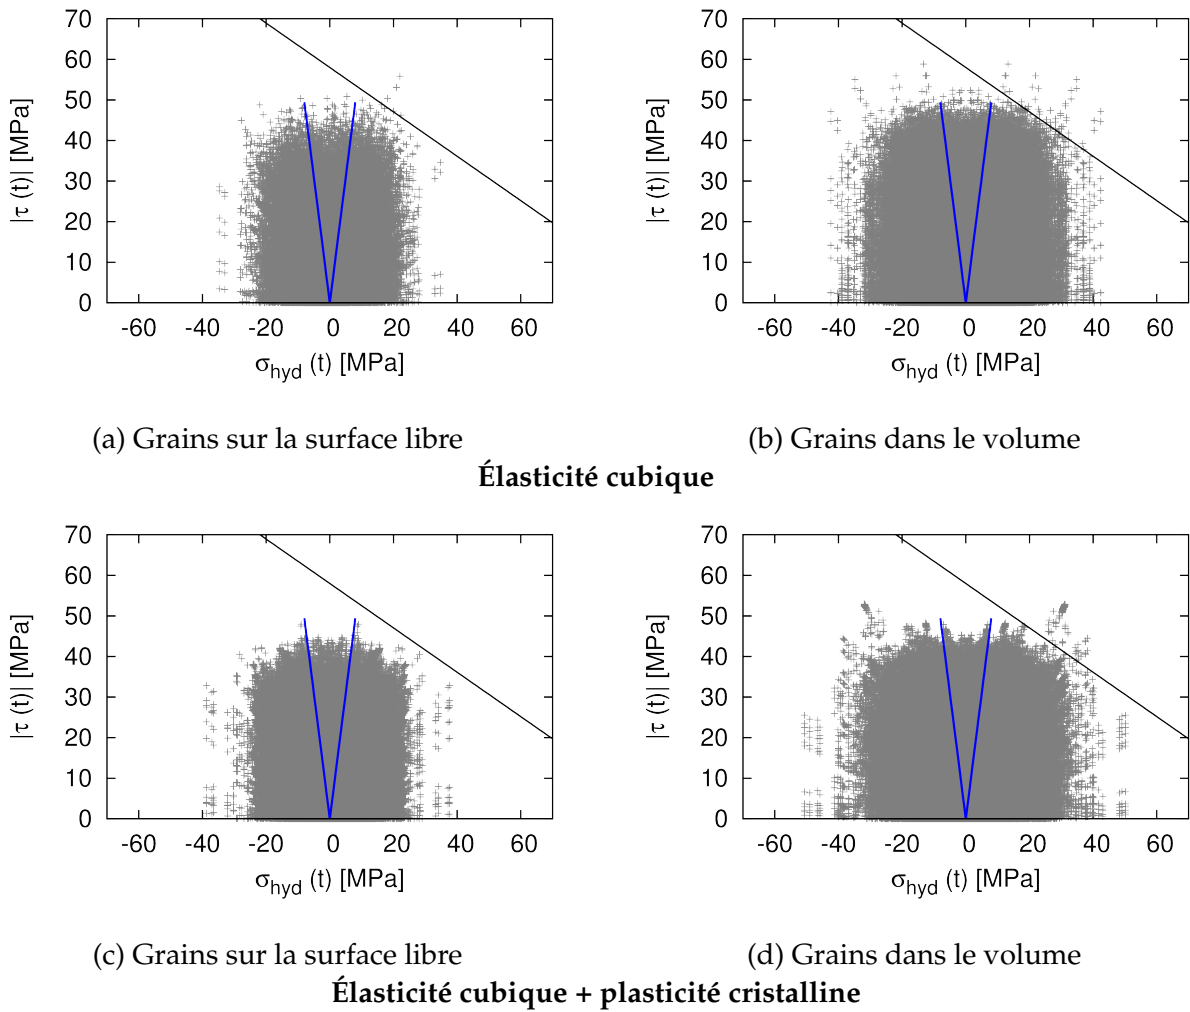 70
60
50
40
30
20
10
0
|τ (t)| [MPa]
-60 -40 -20 0 20 40 60
σhyd (t) [MPa]
(a) Grains sur la surface libre
70
60
50
40
30
20
10
0
|τ (t)| [MPa]
-60 -40 -20 0 20 40 60
σhyd (t) [MPa]
(b) Grains dans le volume
Élasticité cubique
70
60
50
40
30
20
10
0
|τ (t)| [MPa]
-60 -40 -20 0 20 40 60
σhyd (t) [MPa]
(c) Grains sur la surface libre
70
60
50
40
30
20
10
0
|τ (t)| [MPa]
-60 -40 -20 0 20 40 60
σhyd (t) [MPa]
(d) Grains dans le volume
Élasticité cubique + plasticité cristalline